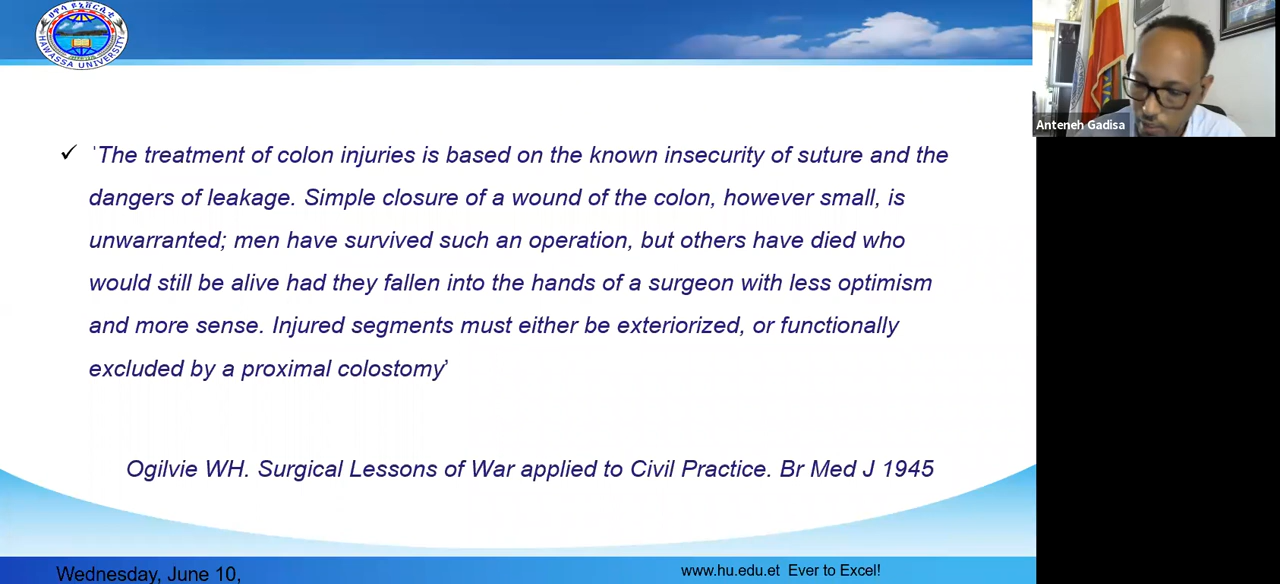 ሀዋሳ ዩኒቨርሲቲ
HAWASSA UNIVERSITY
Anteneh Gadisa
✓ 'The treatment of colon injuries is based on the known insecurity of suture and the
dangers of leakage. Simple closure of a wound of the colon, however small, is
unwarranted; men have survived such an operation, but others have died who
would still be alive had they fallen into the hands of a surgeon with less optimism
and more sense. Injured segments must either be exteriorized, or functionally
excluded by a proximal colostomy’
Ogilvie WH. Surgical Lessons of War applied to Civil Practice. Br Med J 1945
Wednesday, June 10,
www.hu.edu.et Ever to Excel!